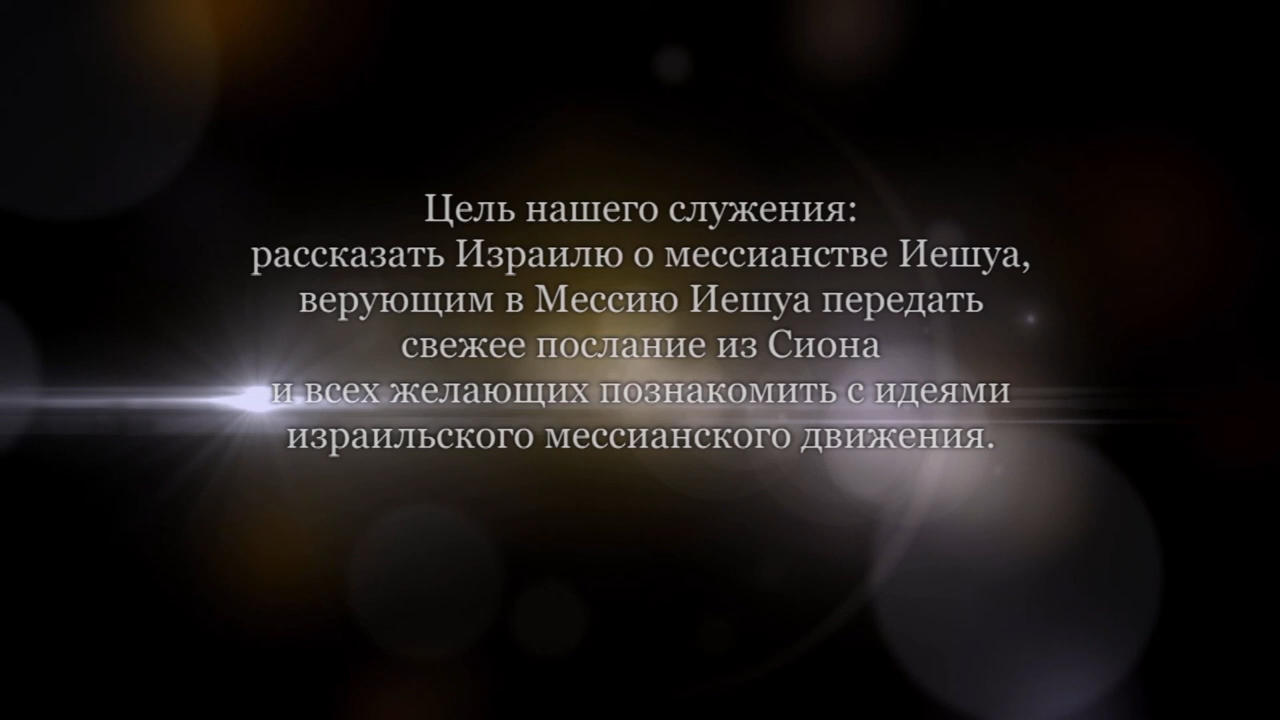 Цель нашего служения:
рассказать Израилю о мессианстве Иешуа,
верующим в Мессию Иешуа передать
свежее послание из Сиона
и всех желающих познакомить с идеями
израильского мессианского движения.